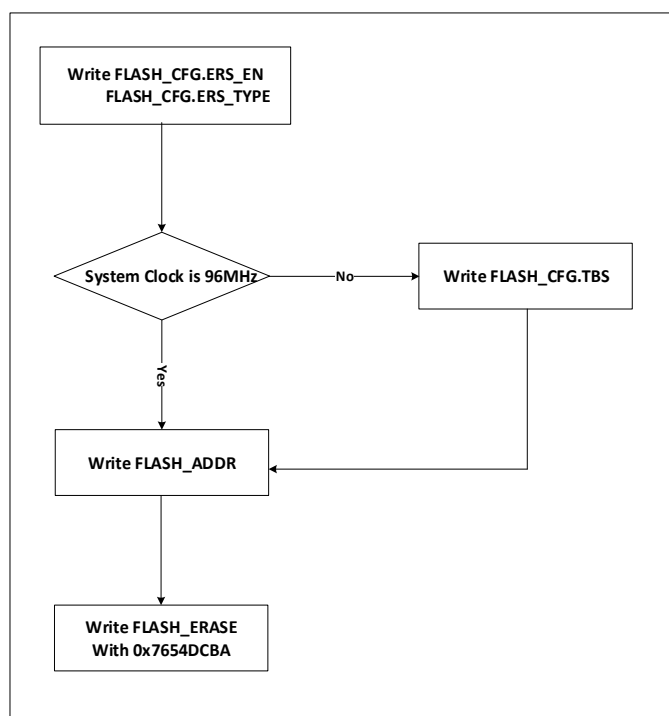 Write FLASH_CFG.ERS_EN
FLASH_CFG.ERS_TYPE
System Clock is 96MHz
No
Write FLASH_CFG.TBS
Yes
Write FLASH_ADDR
Write FLASH_ERASE
With 0x7654DCBA